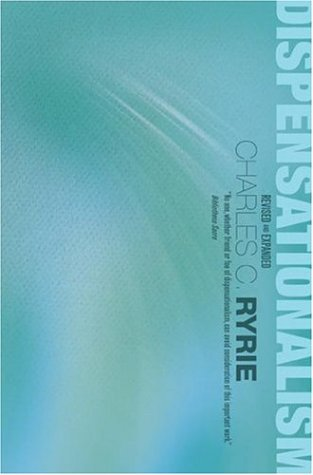 DISPENSATIONALISM
REVISED AND EXPANDED
CHARLES C. RYRIE
"No one, whether friend or foe of dispensationalism, can avoid consideration of this important work."
Bibliotheca Sacra